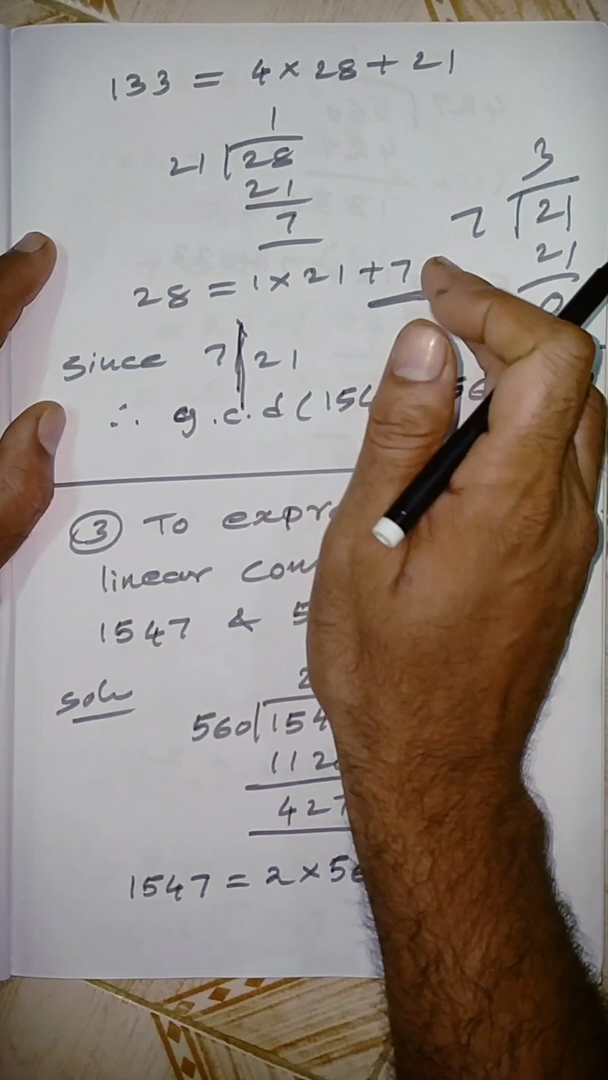 133 = 4 × 28 + 21
1
21 28
21
7
3
7 21
21
0
28 = 1 × 21 + 7
since 7 | 21
∴ g.c.d (154
③ To expr
linear com
1547 & 5
soln
2
560 154
112
427
1547 = 2 × 56